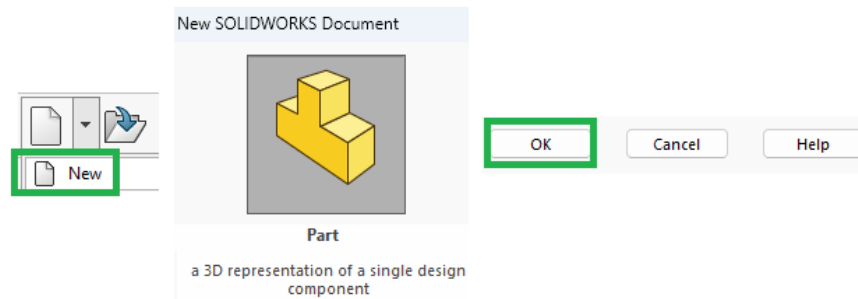 New SOLIDWORKS Document
New
Part
a 3D representation of a single design
component
OK
Cancel
Help